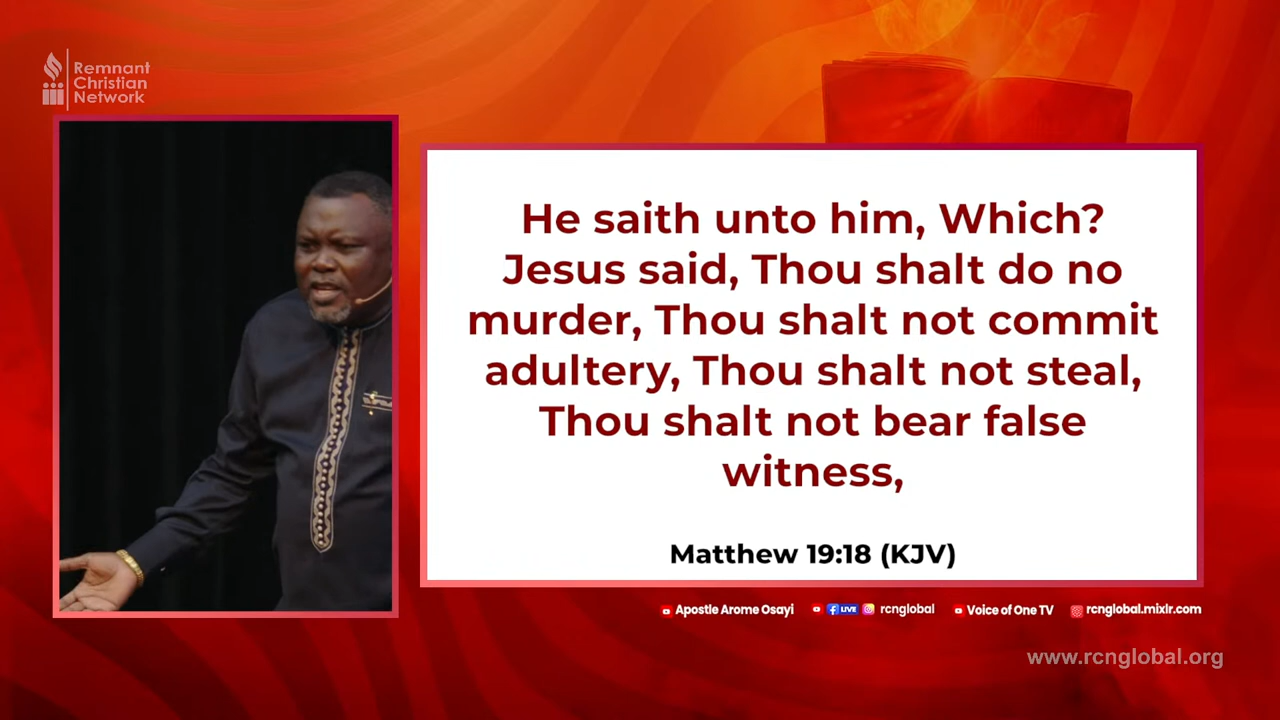 Remnant
Christian
Network
He saith unto him, Which?
Jesus said, Thou shalt do no
murder, Thou shalt not commit
adultery, Thou shalt not steal,
Thou shalt not bear false
witness,
Matthew 19:18 (KJV)
Apostle Arome Osayi LIVE rcnglobal Voice of One TV rcnglobal.mixlr.com
www.rcnglobal.org